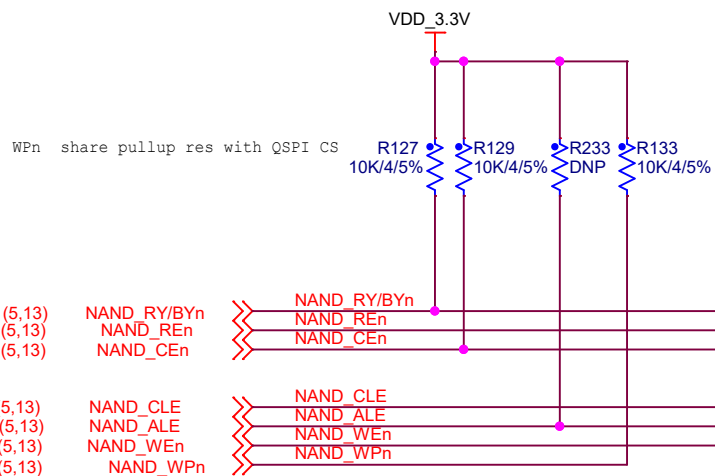 VDD_3.3V
WPn share pullup res with QSPI CS
R127 R129 R233 R133
10K/4/5% 10K/4/5% DNP 10K/4/5%
(5,13) NAND_RY/BYn NAND_RY/BYn
(5,13) NAND_REn NAND_REn
(5,13) NAND_CEn NAND_CEn
5,13) NAND_CLE NAND_CLE
(5,13) NAND_ALE NAND_ALE
(5,13) NAND_WEn NAND_WEn
(5,13) NAND_WPn NAND_WPn